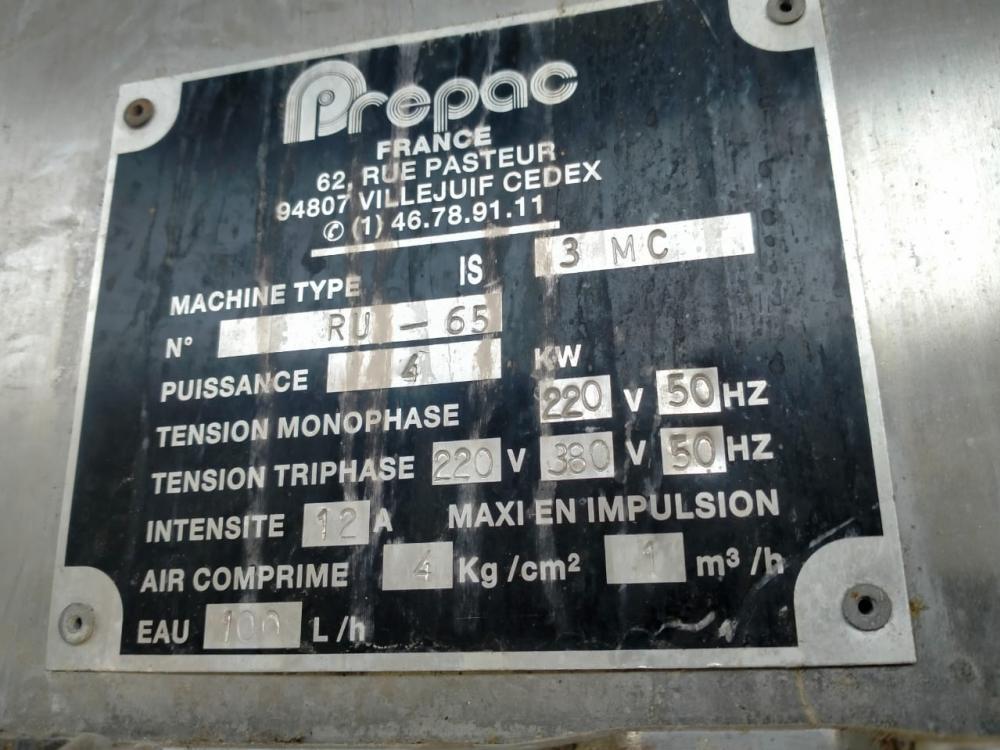 Prepac
FRANCE
62, RUE PASTEUR
94807 VILLEJUIF CEDEX
✆ (1) 46.78.91.11
MACHINE TYPE IS 3 MC
N° RU - 65
PUISSANCE 4 KW
TENSION MONOPHASE 220 V 50 HZ
TENSION TRIPHASE 220 V 380 V 50 HZ
INTENSITE 12 A MAXI EN IMPULSION
AIR COMPRIME 4 Kg/cm² 1 m³/h
EAU 100 L/h